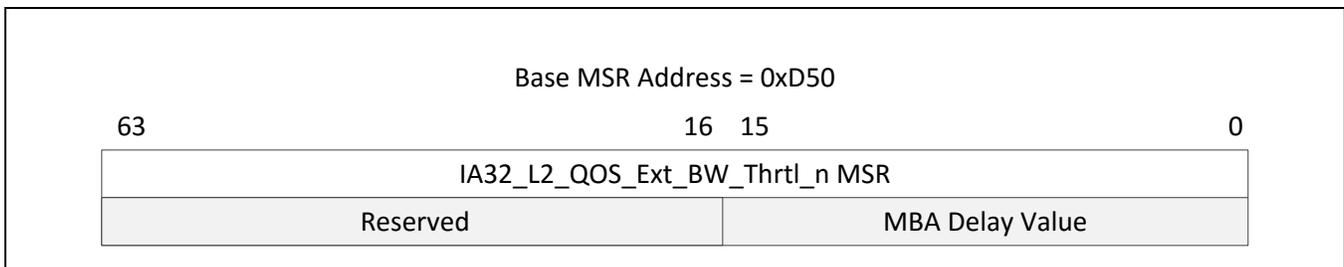 Base MSR Address = 0xD50
63 16 15 0
IA32_L2_QOS_Ext_BW_Thrtl_n MSR
Reserved MBA Delay Value